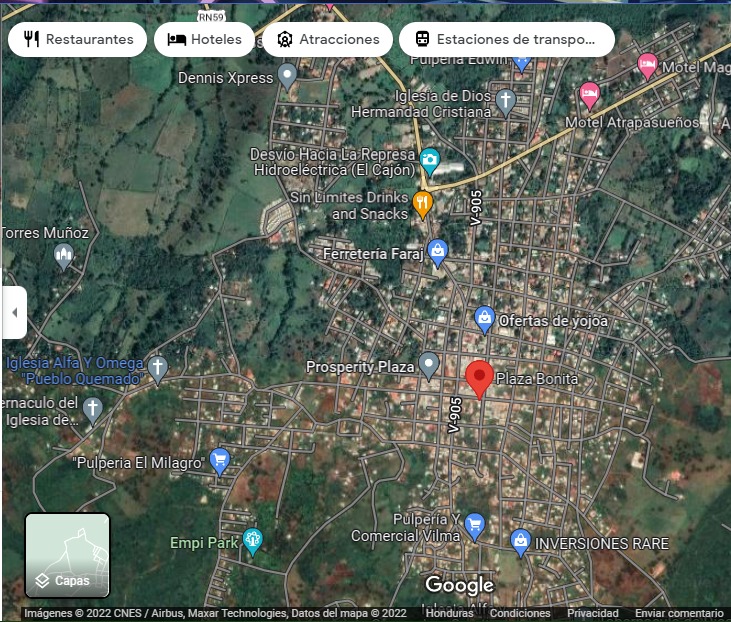 RN59
Restaurantes
Hoteles
Atracciones
Estaciones de transpo...
Pulpería Edwin
Dennis Xpress
Motel Mag
Iglesia de Dios
Hermandad Cristiana
Motel Atrapasueños
A
Desvío Hacia La Represa
Hidroeléctrica (El Cajón)
Sin Limites Drinks
and Snacks
V-905
Torres Muñoz
Ferretería Faraj
Ofertas de yojoa
Iglesia Alfa Y Omega
"Pueblo Quemado"
Prosperity Plaza
Plaza Bonita
ernaculo del
Iglesia de...
V-905
"Pulperia El Milagro"
Pulpería Y
Comercial Vilma
Empi Park
INVERSIONES RARE
Capas
Google
Imágenes © 2022 CNES / Airbus, Maxar Technologies, Datos del mapa © 2022 Honduras Condiciones Privacidad Enviar comentario